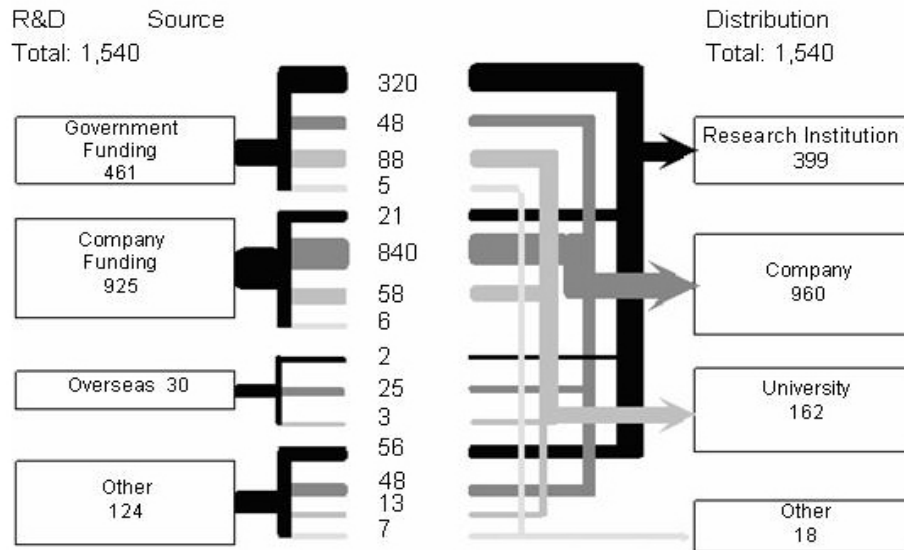 R&D Source
Total: 1,540
Distribution
Total: 1,540
Government
Funding
461
Company
Funding
925
Overseas 30
Other
124
320
48
88
5
21
840
58
6
2
25
3
56
48
13
7
Research Institution
399
Company
960
University
162
Other
18